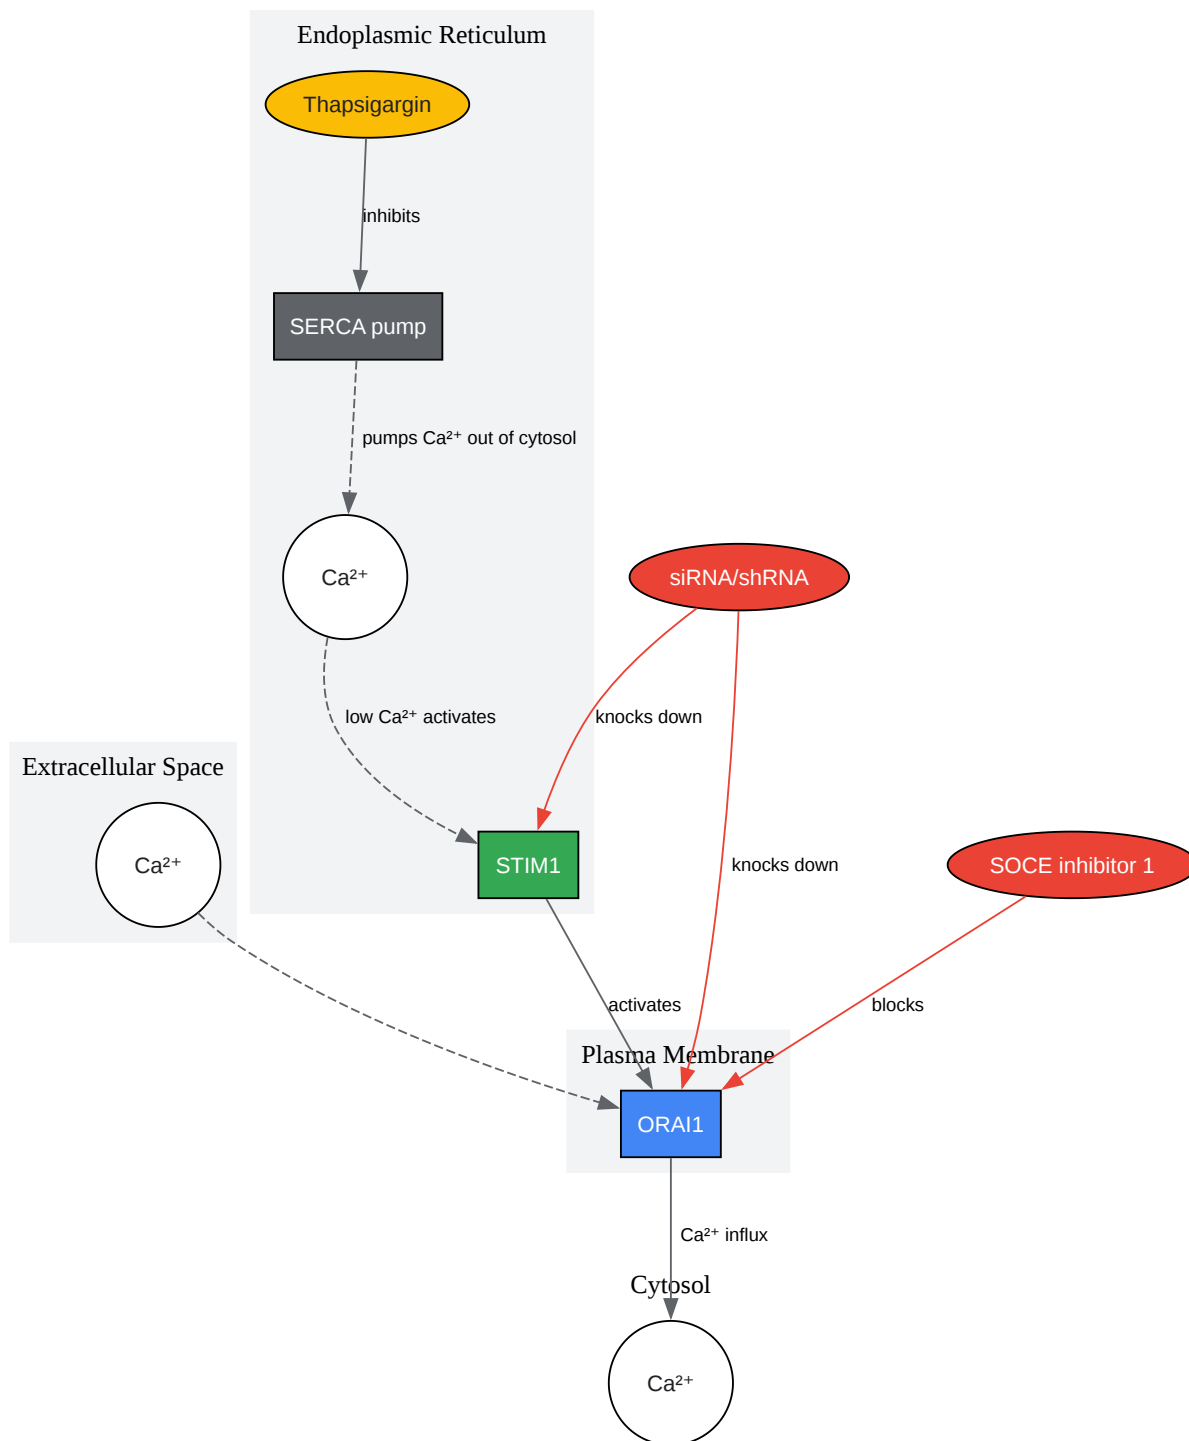 Endoplasmic Reticulum
Thapsigargin
inhibits
SERCA pump
pumps Ca²⁺ out of cytosol
Ca²⁺
siRNA/shRNA
low Ca²⁺ activates
knocks down
Extracellular Space
Ca²⁺
STIM1
knocks down
SOCE inhibitor 1
activates
blocks
Plasma Membrane
ORAI1
Ca²⁺ influx
Cytosol
Ca²⁺